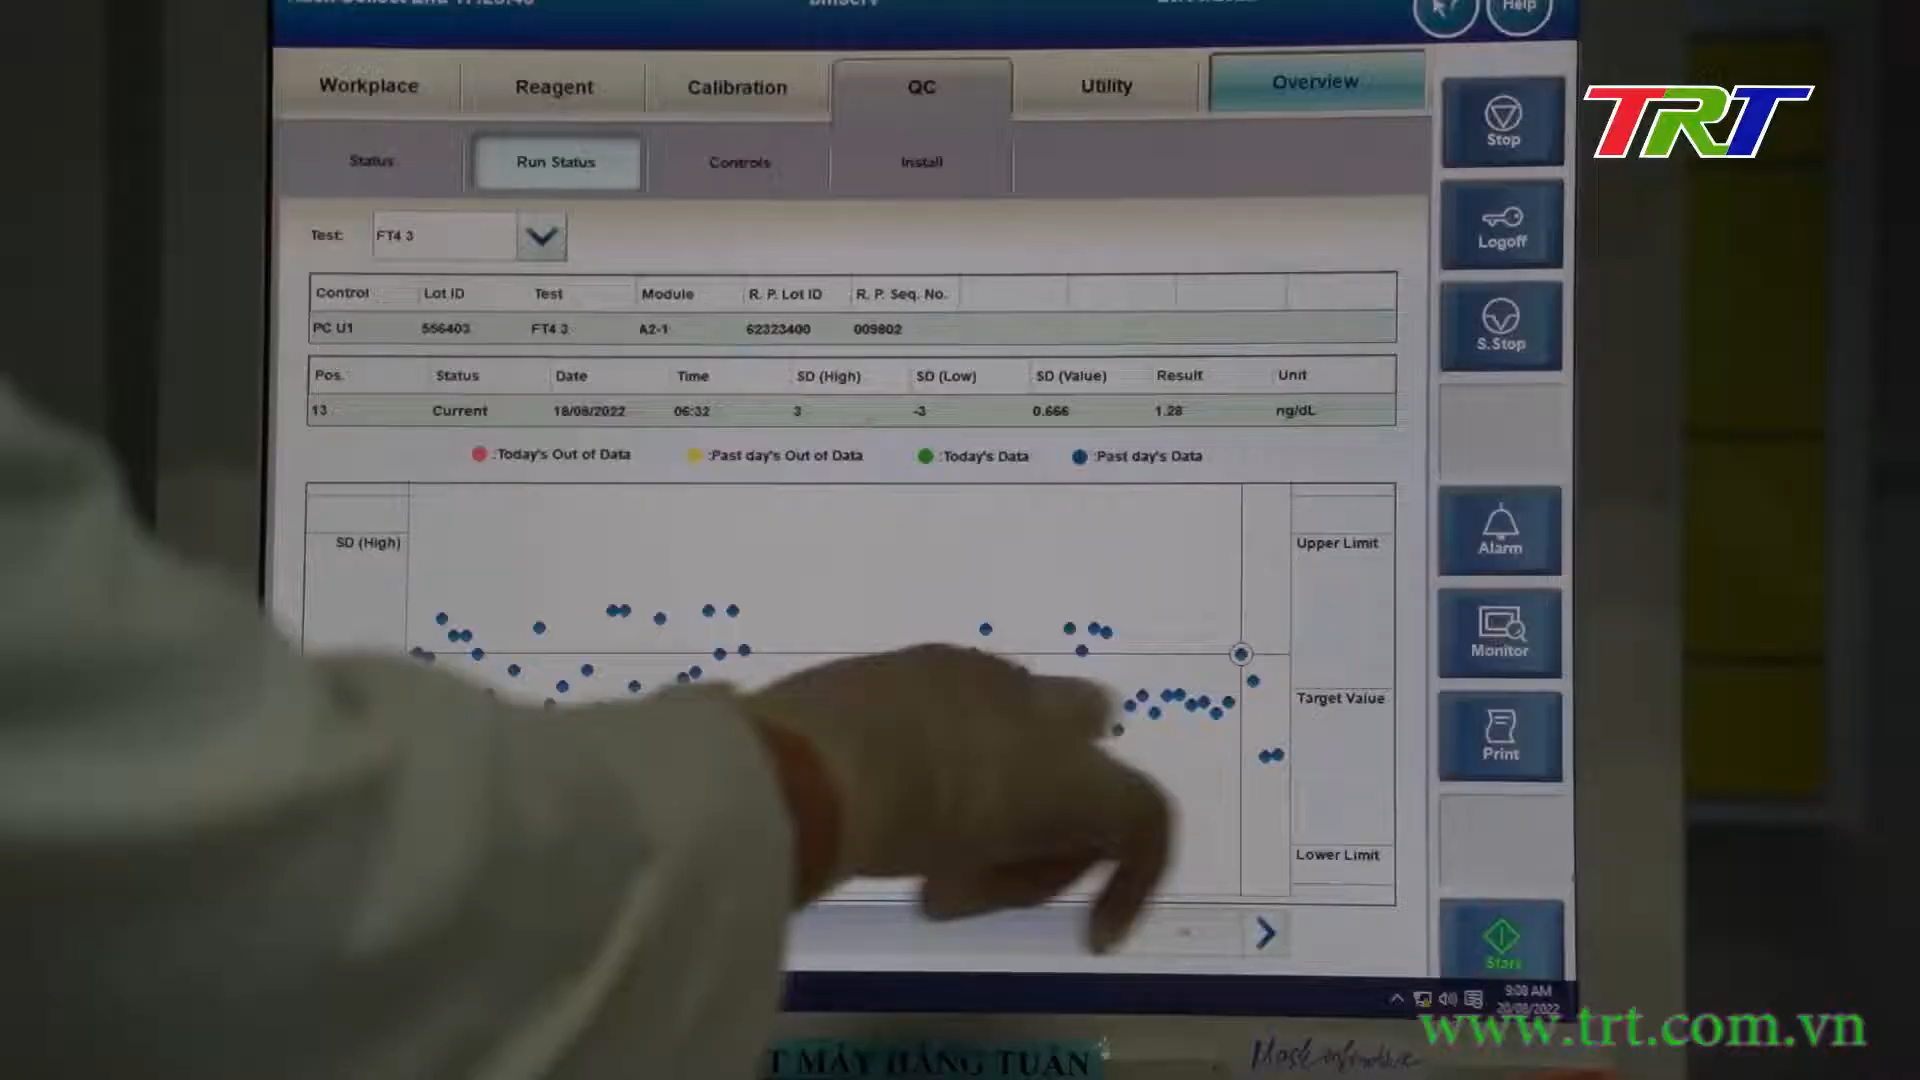 Help
Workplace Reagent Calibration QC Utility Overview
Status Run Status Controls Install
Stop
Logoff
S.Stop
Alarm
Monitor
Print
Start
Test: FT4 3
Control Lot ID Test Module R. P. Lot ID R. P. Seq. No.
PC U1 556403 FT4 3 A2-1 62323400 009802
Pos. Status Date Time SD (High) SD (Low) SD (Value) Result Unit
13 Current 18/08/2022 06:32 3 -3 0.666 1.28 ng/dL
:Today's Out of Data :Past day's Out of Data :Today's Data :Past day's Data
SD (High) Upper Limit
Target Value
Lower Limit
9:08 AM
20/08/2022
T MÁY HÀNG TUẦN
TRT
www.trt.com.vn